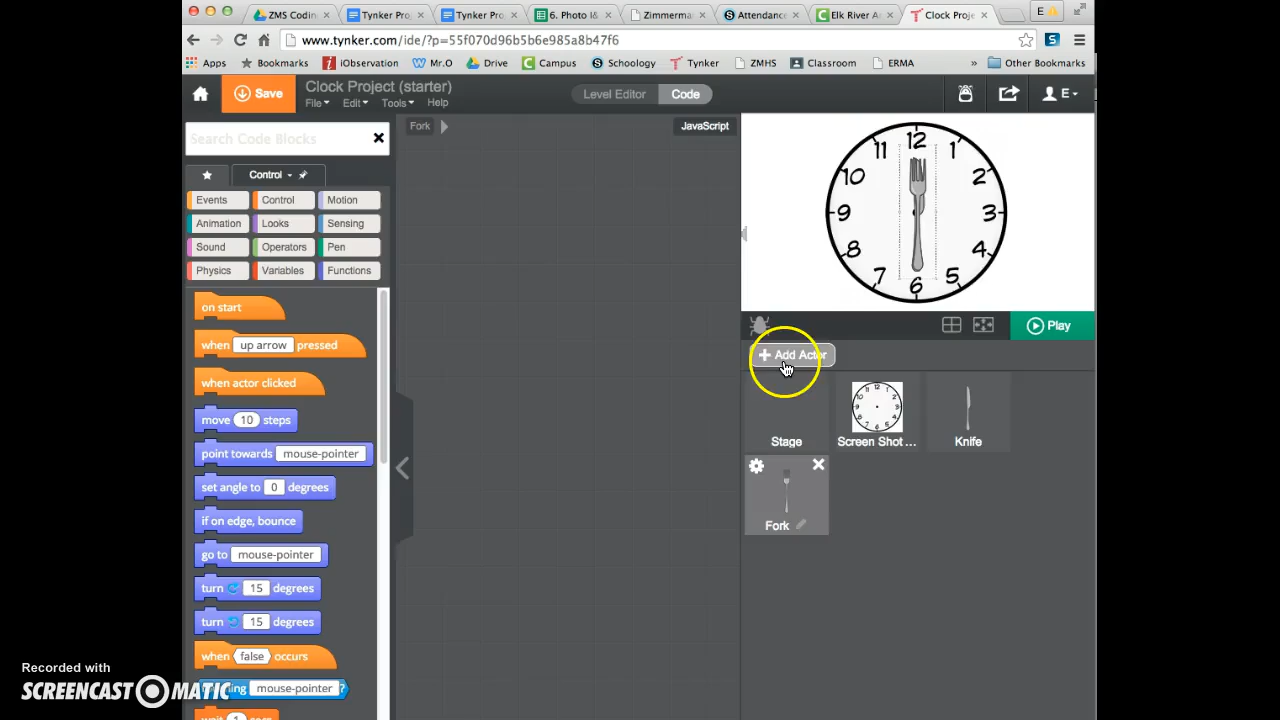 ZMS Coding
Tynker Pro
Tynker Pro
6. Photo I&
Zimmerma
Attendanc
Elk River A
Clock Proje
E
www.tynker.com/ide/?p=55f070d96b5b6e985a8b47f6
Apps
Bookmarks
iObservation
Mr.O
Drive
Campus
Schoology
Tynker
ZMHS
Classroom
ERMA
»
Other Bookmarks
Save
Clock Project (starter)
File
Edit
Tools
Help
Level Editor
Code
E
Search Code Blocks
Fork
JavaScript
Control
Events
Control
Motion
Animation
Looks
Sensing
Sound
Operators
Pen
Physics
Variables
Functions
on start
when up arrow pressed
when actor clicked
move 10 steps
point towards mouse-pointer
set angle to 0 degrees
if on edge, bounce
go to mouse-pointer
turn 15 degrees
turn 15 degrees
when false occurs
mouse-pointer ?
12
1
2
3
4
5
6
7
8
9
10
11
Play
Add Actor
Stage
Screen Shot ...
Knife
Fork
Recorded with
SCREENCAST MATIC